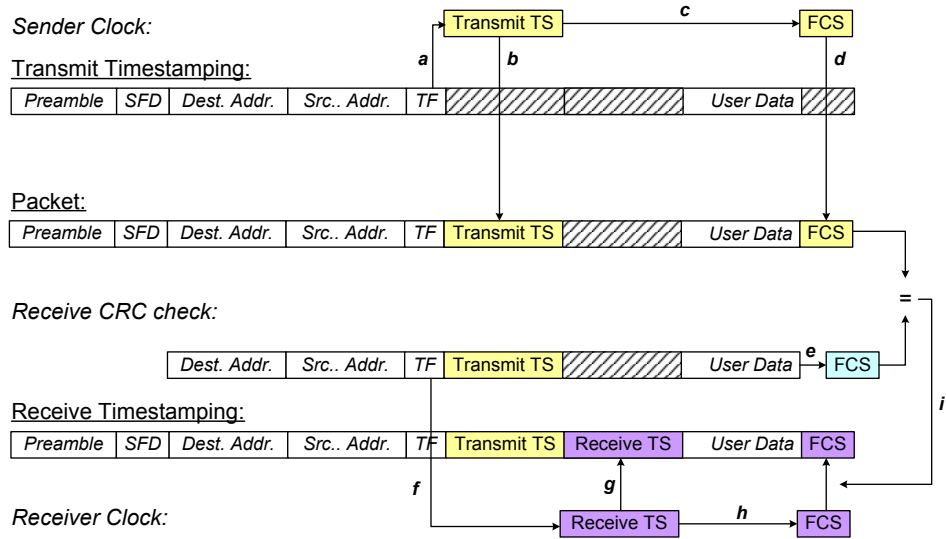 Sender Clock: Transmit TS c FCS
a b d
Transmit Timestamping:
Preamble SFD Dest. Addr. Src.. Addr. TF User Data
Packet:
Preamble SFD Dest. Addr. Src.. Addr. TF Transmit TS User Data FCS
=
Receive CRC check:
Dest. Addr. Src.. Addr. TF Transmit TS User Data e FCS
i
Receive Timestamping:
Preamble SFD Dest. Addr. Src.. Addr. TF Transmit TS Receive TS User Data FCS
f g
Receiver Clock: Receive TS h FCS